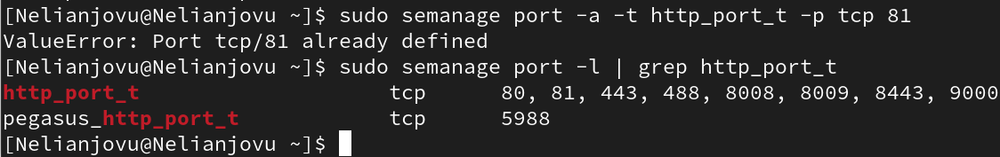 [Nelianjovu@Nelianjovu ~]$ sudo semanage port -a -t http_port_t -p tcp 81
ValueError: Port tcp/81 already defined
[Nelianjovu@Nelianjovu ~]$ sudo semanage port -l | grep http_port_t
http_port_t                    tcp      80, 81, 443, 488, 8008, 8009, 8443, 9000
pegasus_http_port_t            tcp      5988
[Nelianjovu@Nelianjovu ~]$